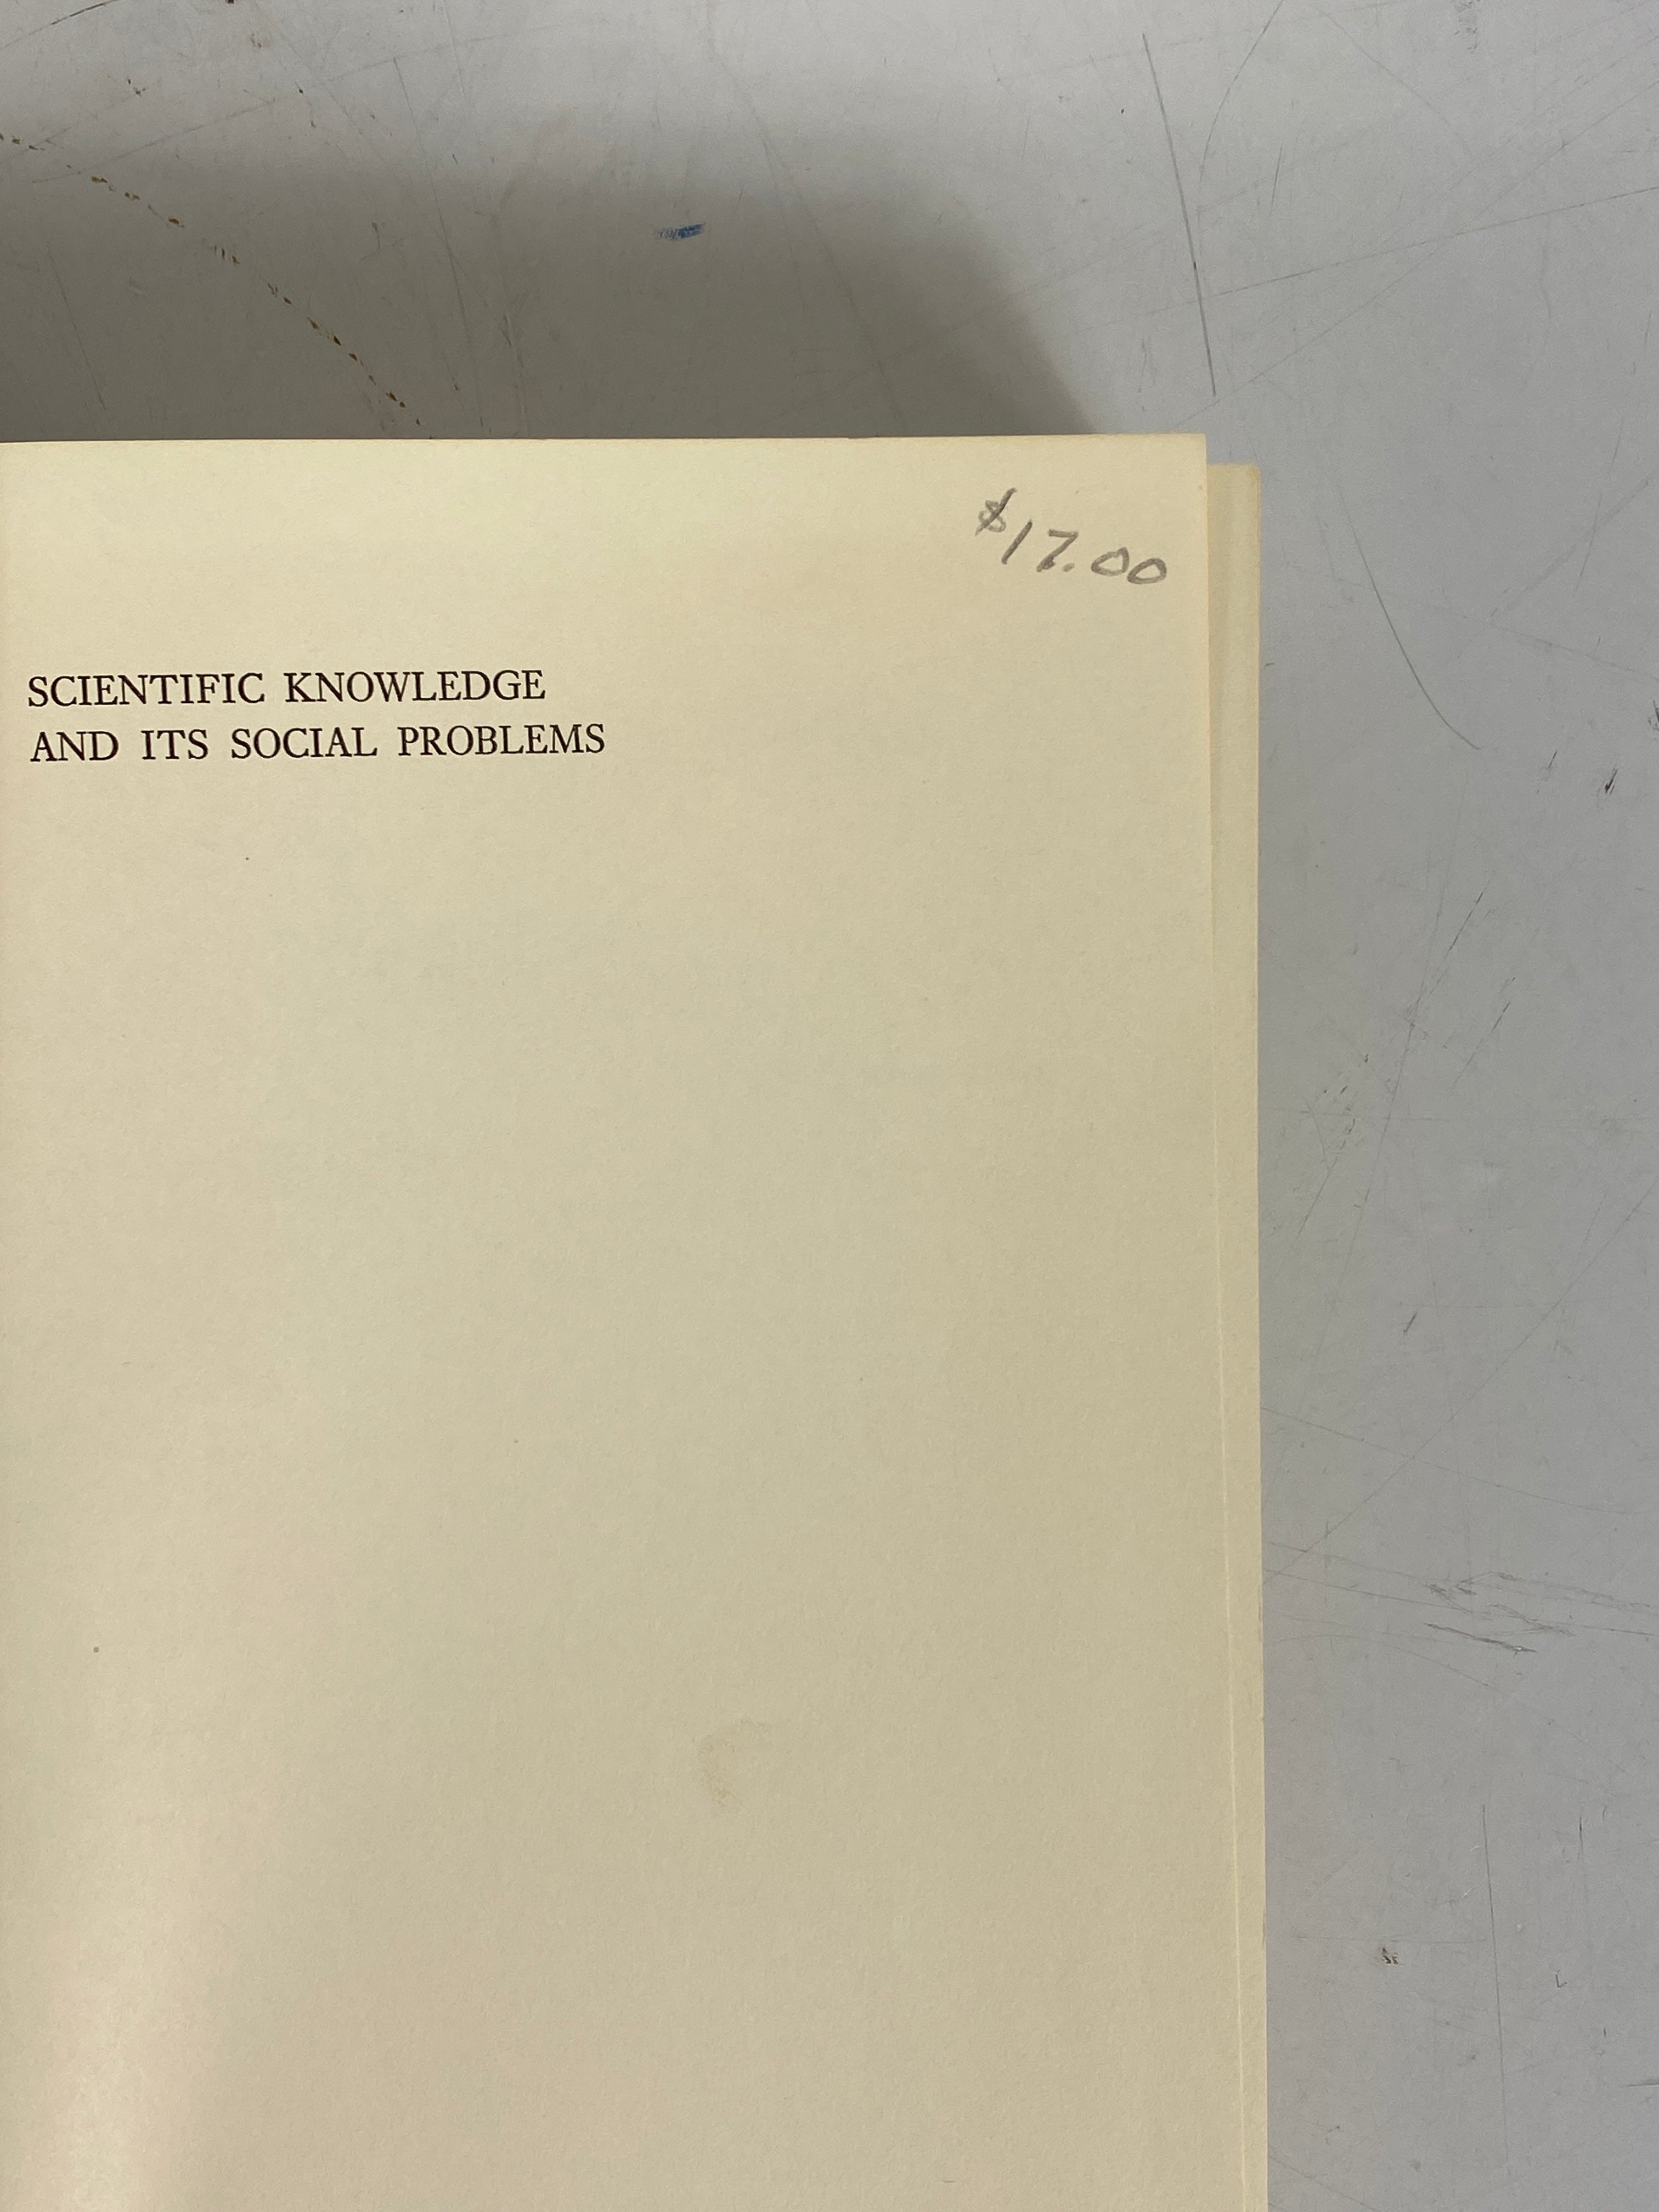 $17.00
SCIENTIFIC KNOWLEDGE
AND ITS SOCIAL PROBLEMS